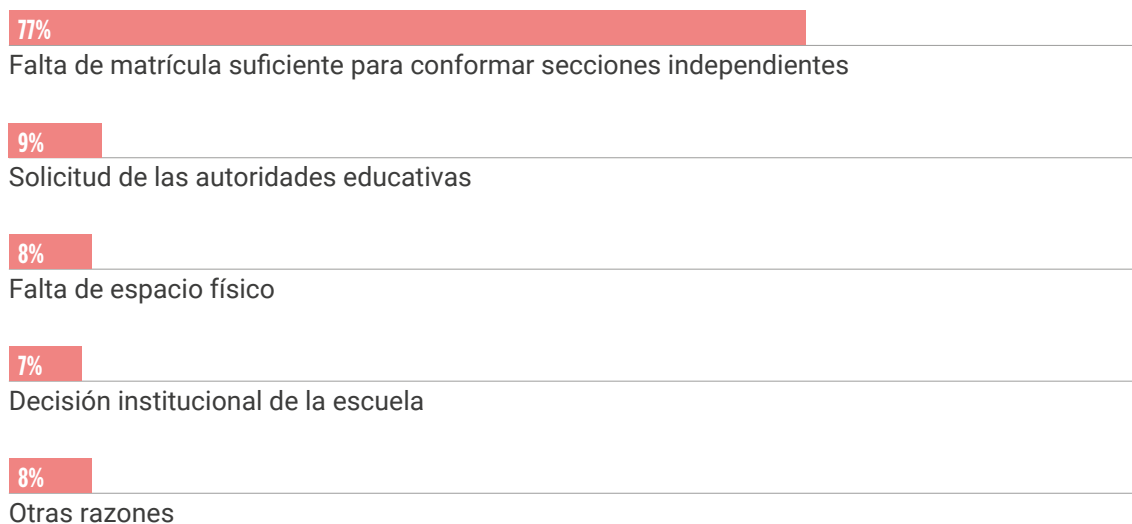 77%
Falta de matrícula suficiente para conformar secciones independientes
9%
Solicitud de las autoridades educativas
8%
Falta de espacio físico
7%
Decisión institucional de la escuela
8%
Otras razones